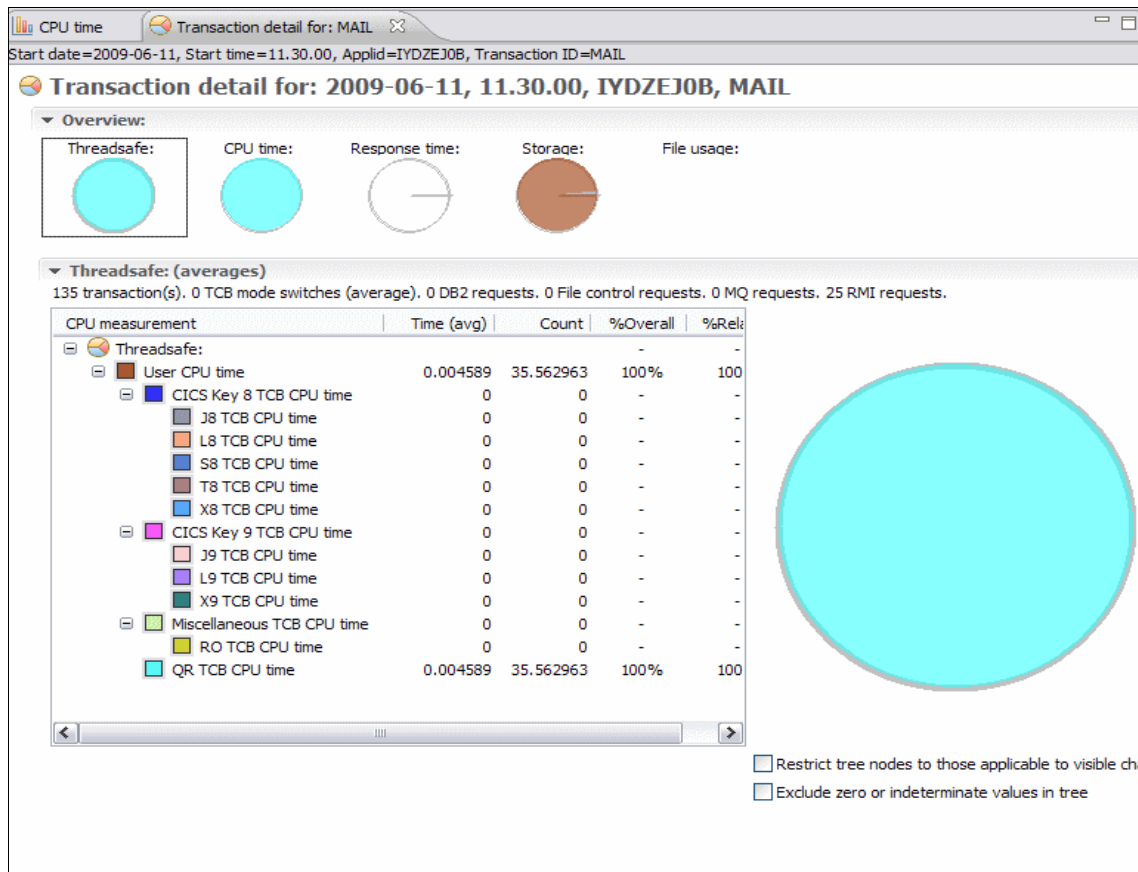 CPU time
Transaction detail for: MAIL
Start date=2009-06-11, Start time=11.30.00, Applid=IYDZEJ0B, Transaction ID=MAIL
Transaction detail for: 2009-06-11, 11.30.00, IYDZEJ0B, MAIL
Overview:
Threadsafe: CPU time: Response time: Storage: File usage:
Threadsafe: (averages)
135 transaction(s). 0 TCB mode switches (average). 0 DB2 requests. 0 File control requests. 0 MQ requests. 25 RMI requests.
CPU measurement Time (avg) Count %Overall %Rela
Threadsafe: - -
User CPU time 0.004589 35.562963 100% 100
CICS Key 8 TCB CPU time 0 0 - -
J8 TCB CPU time 0 0 - -
L8 TCB CPU time 0 0 - -
S8 TCB CPU time 0 0 - -
T8 TCB CPU time 0 0 - -
X8 TCB CPU time 0 0 - -
CICS Key 9 TCB CPU time 0 0 - -
J9 TCB CPU time 0 0 - -
L9 TCB CPU time 0 0 - -
X9 TCB CPU time 0 0 - -
Miscellaneous TCB CPU time 0 0 - -
RO TCB CPU time 0 0 - -
QR TCB CPU time 0.004589 35.562963 100% 100
Restrict tree nodes to those applicable to visible cha
Exclude zero or indeterminate values in tree